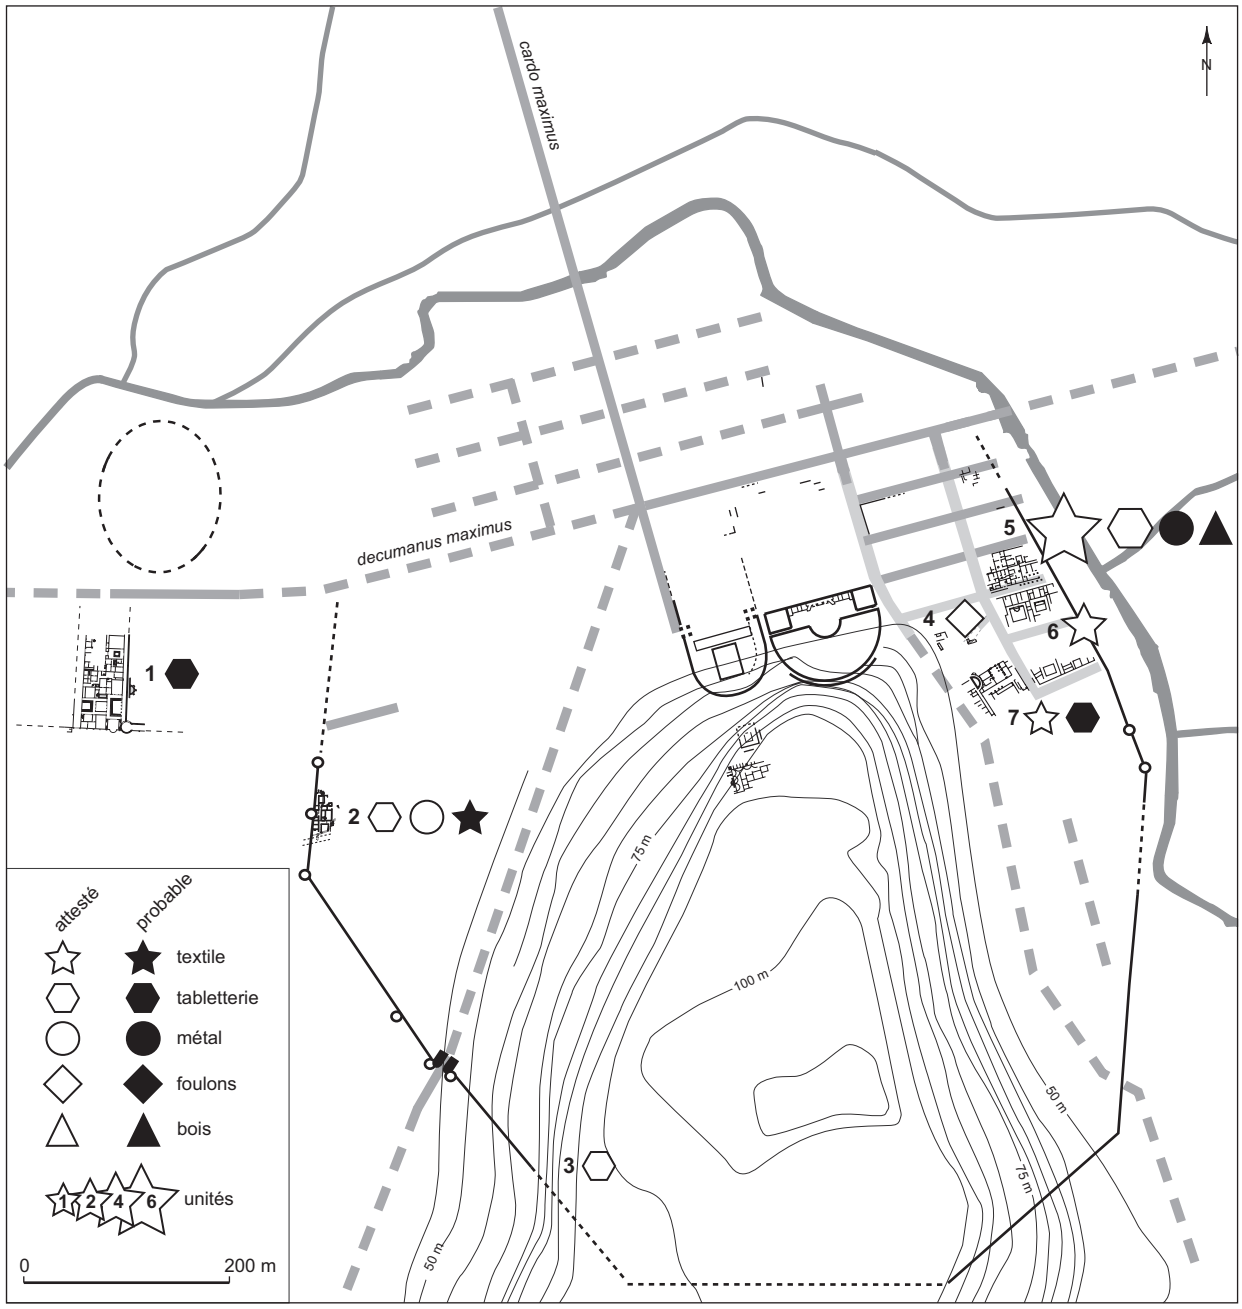 cardo maximus
N
decumanus maximus
5
4
6
1
7
2
75 m
100 m
50 m
3
75 m
50 m
attesté
probable
textile
tabletterie
métal
foulons
bois
1 2 4 6 unités
0 200 m